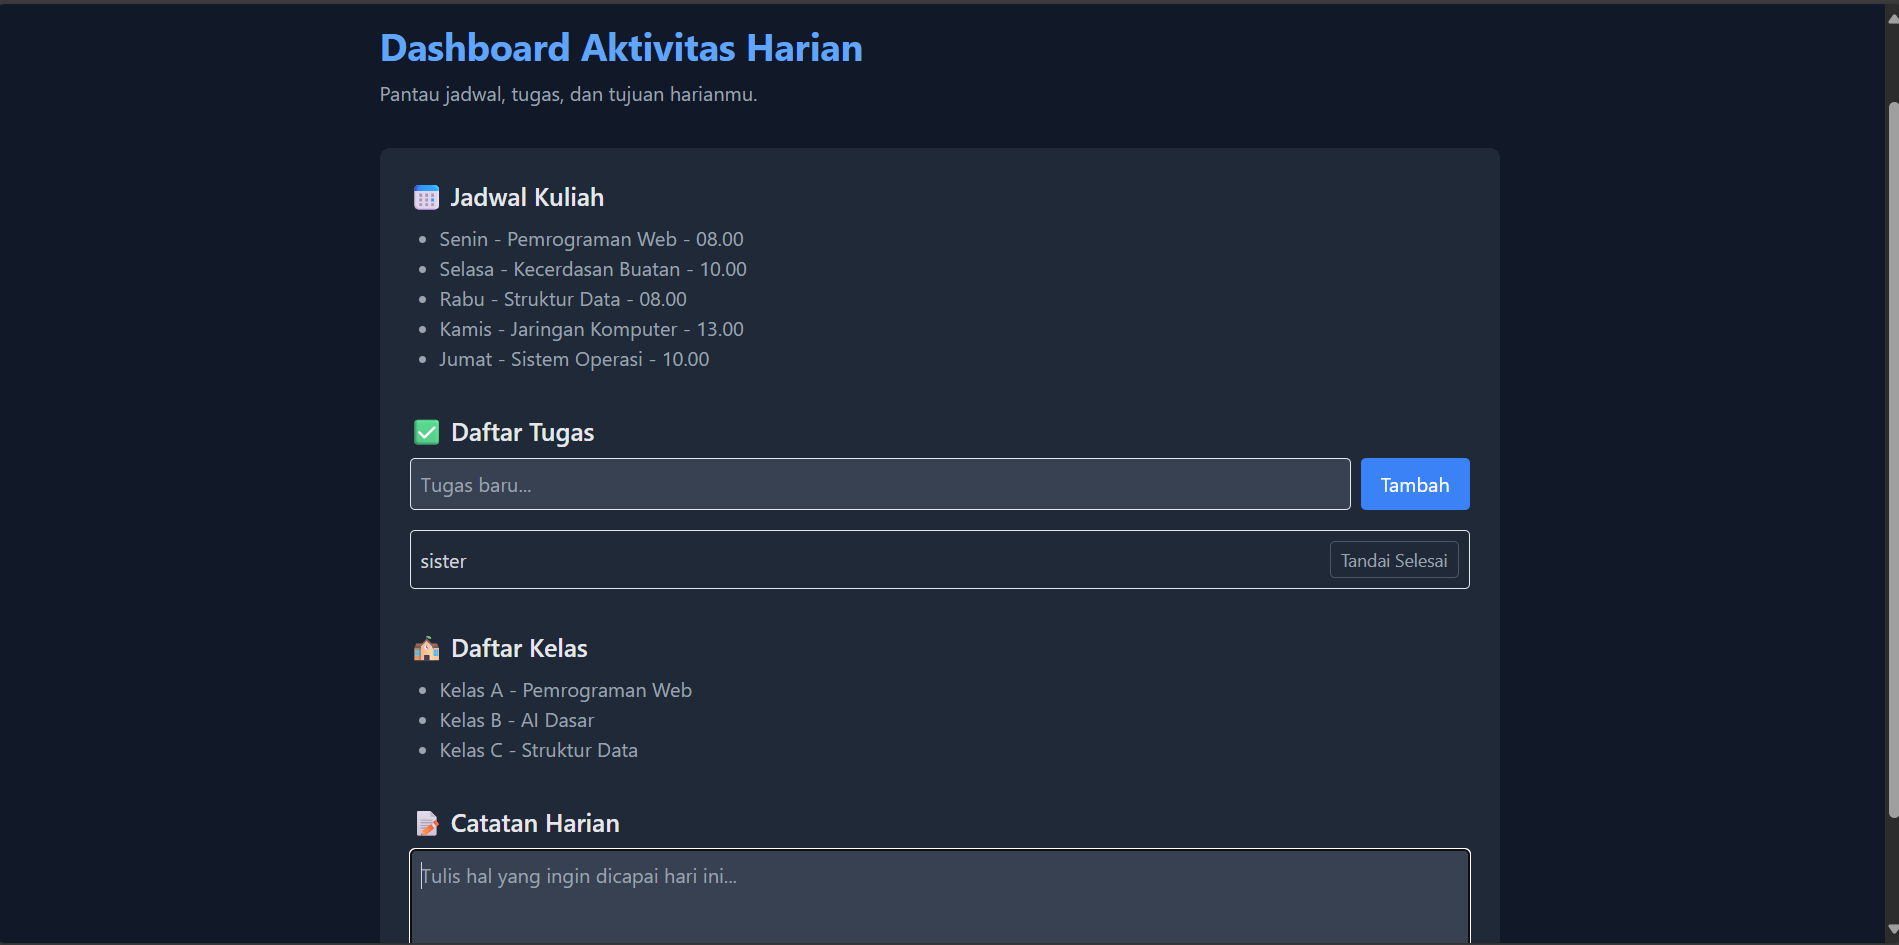 Dashboard Aktivitas Harian
Pantau jadwal, tugas, dan tujuan harianmu.
Jadwal Kuliah
Senin - Pemrograman Web - 08.00
Selasa - Kecerdasan Buatan - 10.00
Rabu - Struktur Data - 08.00
Kamis - Jaringan Komputer - 13.00
Jumat - Sistem Operasi - 10.00
Daftar Tugas
Tugas baru...
Tambah
sister
Tandai Selesai
Daftar Kelas
Kelas A - Pemrograman Web
Kelas B - AI Dasar
Kelas C - Struktur Data
Catatan Harian
Tulis hal yang ingin dicapai hari ini...